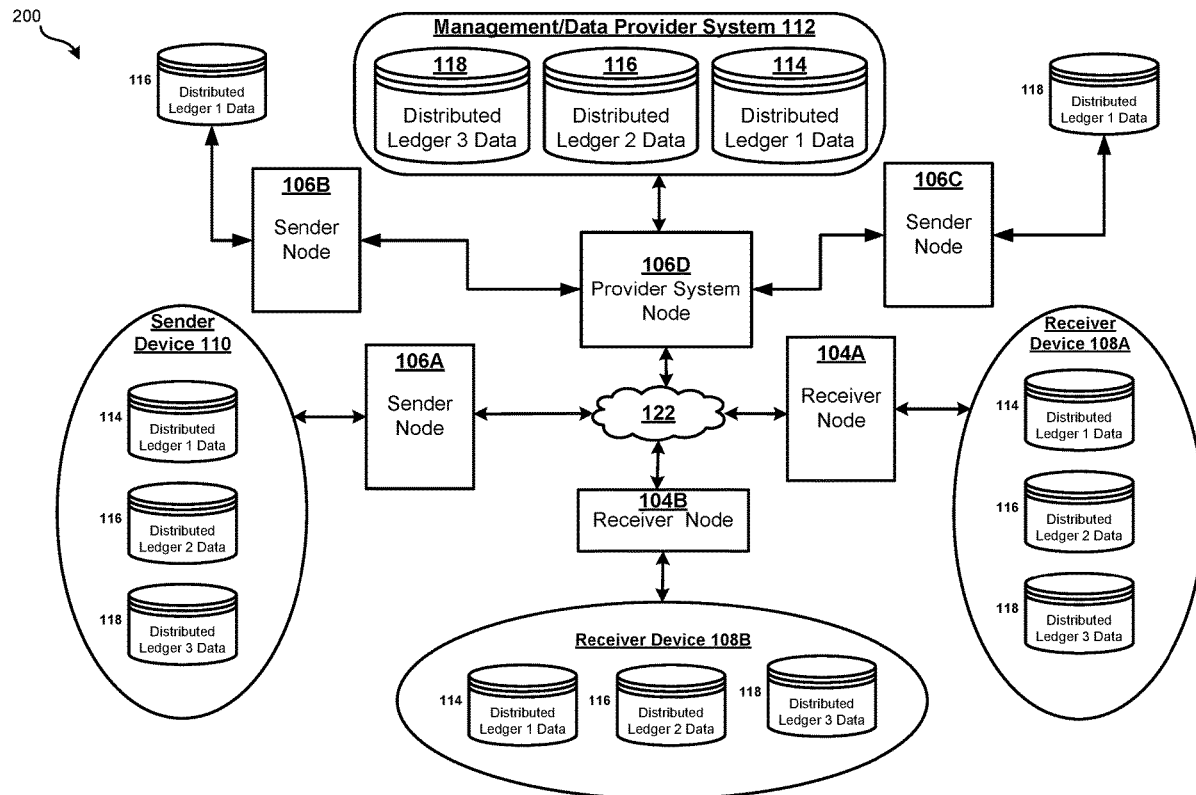 200
Management/Data Provider System 112
116
Distributed
Ledger 1 Data
118
Distributed
Ledger 3 Data
116
Distributed
Ledger 2 Data
114
Distributed
Ledger 1 Data
118
Distributed
Ledger 1 Data
106B
Sender
Node
106C
Sender
Node
106D
Provider System
Node
Sender
Device 110
114
Distributed
Ledger 1 Data
116
Distributed
Ledger 2 Data
118
Distributed
Ledger 3 Data
106A
Sender
Node
122
104A
Receiver
Node
Receiver
Device 108A
114
Distributed
Ledger 1 Data
116
Distributed
Ledger 2 Data
118
Distributed
Ledger 3 Data
104B
Receiver Node
Receiver Device 108B
114
Distributed
Ledger 1 Data
116
Distributed
Ledger 2 Data
118
Distributed
Ledger 3 Data